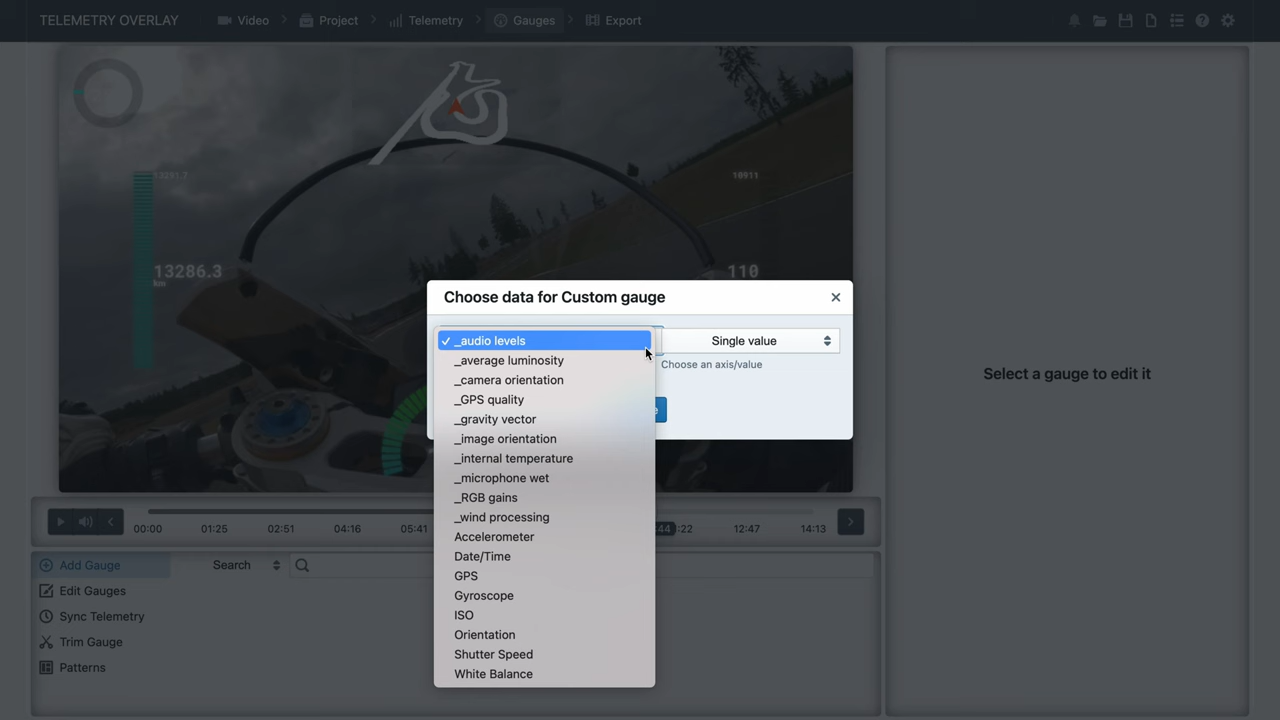 TELEMETRY OVERLAY
Video
Project
Telemetry
Gauges
Export
13291.7
10911
13286.3
km
110
Choose data for Custom gauge
✓ _audio levels
_average luminosity
_camera orientation
_GPS quality
_gravity vector
_image orientation
_internal temperature
_microphone wet
_RGB gains
_wind processing
Accelerometer
Date/Time
GPS
Gyroscope
ISO
Orientation
Shutter Speed
White Balance
Single value
Choose an axis/value
Select a gauge to edit it
00:00
01:25
02:51
04:16
05:41
12:47
14:13
Add Gauge
Search
Edit Gauges
Sync Telemetry
Trim Gauge
Patterns